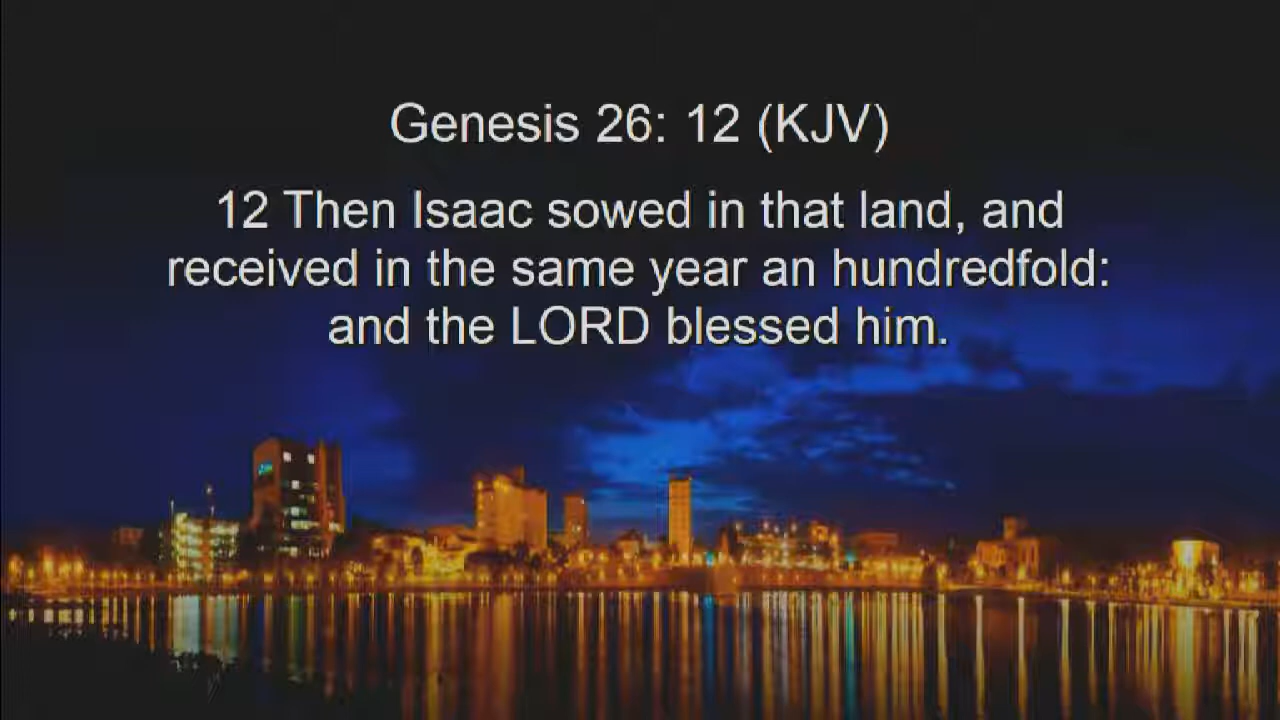 Genesis 26: 12 (KJV)
12 Then Isaac sowed in that land, and
received in the same year an hundredfold:
and the LORD blessed him.